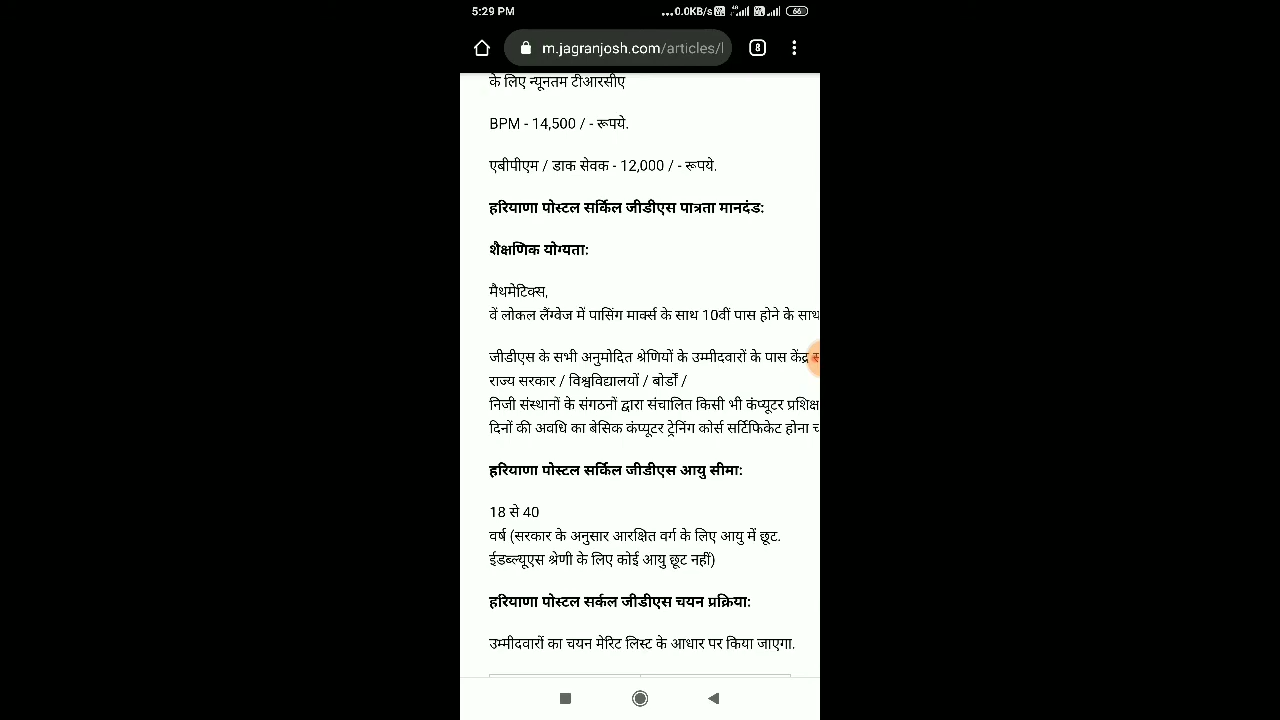 5:29 PM
...0.0KB/s
66
m.jagranjosh.com/articles/
8
के लिए न्यूनतम टीआरसीए
BPM - 14,500 / - रूपये.
एबीपीएम / डाक सेवक - 12,000 / - रूपये.
हरियाणा पोस्टल सर्किल जीडीएस पात्रता मानदंड:
शैक्षणिक योग्यता:
मैथमेटिक्स,
वें लोकल लैंग्वेज में पासिंग मार्क्स के साथ 10वीं पास होने के साथ
जीडीएस के सभी अनुमोदित श्रेणियों के उम्मीदवारों के पास केंद्र
राज्य सरकार / विश्वविद्यालयों / बोर्डों /
निजी संस्थानों के संगठनों द्वारा संचालित किसी भी कंप्यूटर
दिनों की अवधि का बेसिक कंप्यूटर ट्रेनिंग कोर्स सर्टिफिकेट होना
हरियाणा पोस्टल सर्किल जीडीएस आयु सीमा:
18 से 40
वर्ष (सरकार के अनुसार आरक्षित वर्ग के लिए आयु में छूट.
ईडब्ल्यूएस श्रेणी के लिए कोई आयु छूट नहीं)
हरियाणा पोस्टल सर्कल जीडीएस चयन प्रक्रिया:
उम्मीदवारों का चयन मेरिट लिस्ट के आधार पर किया जाएगा.